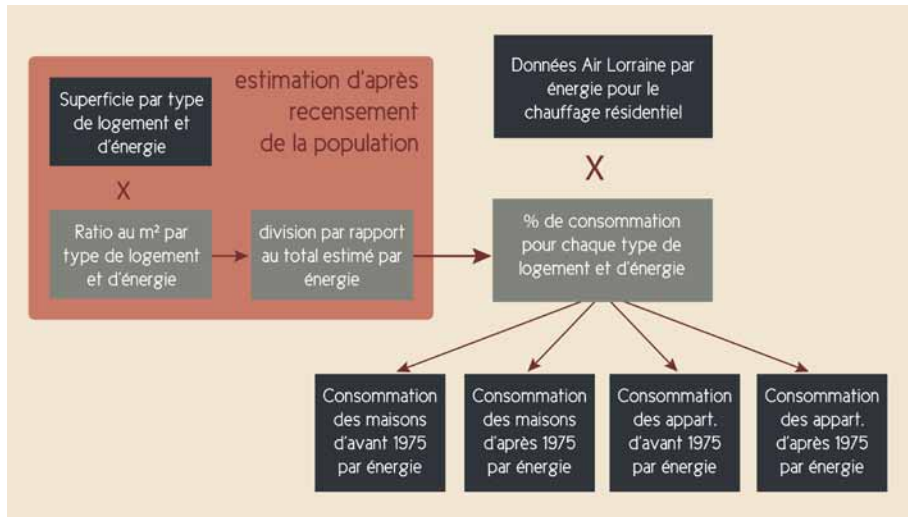 estimation d'après
recensement
de la population
Superficie par type
de logement et
d'énergie
X
Ratio au m² par
type de logement
et d'énergie
division par rapport
au total estimé par
énergie
Données Air Lorraine par
énergie pour le
chauffage résidentiel
X
% de consommation
pour chaque type de
logement et d'énergie
Consommation
des maisons
d'avant 1975
par énergie
Consommation
des maisons
d'après 1975
par énergie
Consommation
des appart.
d'avant 1975
par énergie
Consommation
des appart.
d'après 1975
par énergie